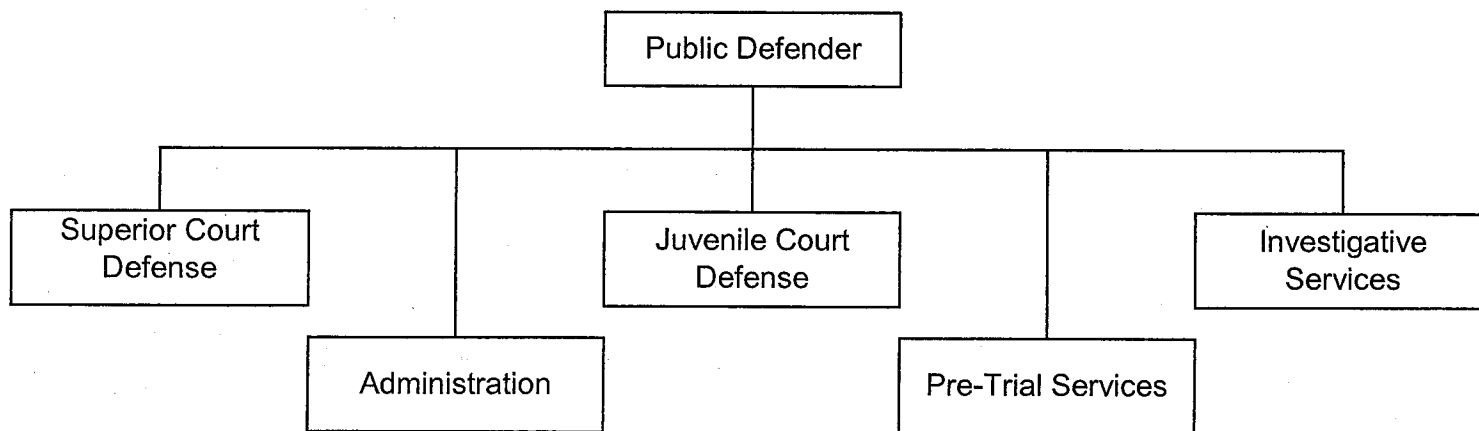 Public Defender
Superior Court
Defense
Juvenile Court
Defense
Investigative
Services
Administration
Pre-Trial Services